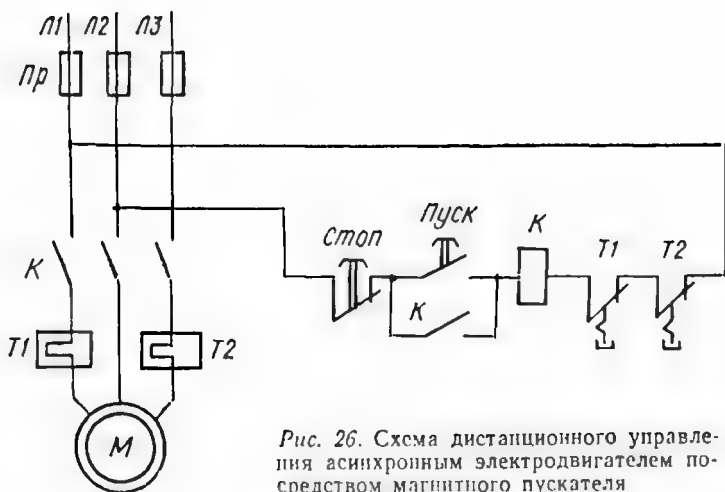 Л1 Л2 Л3
Пр
Стоп Пуск К Т1 Т2
К К
Т1 Т2
М
Рис. 26. Схема дистанционного управле-
ния асинхронным электродвигателем по-
средством магнитного пускателя